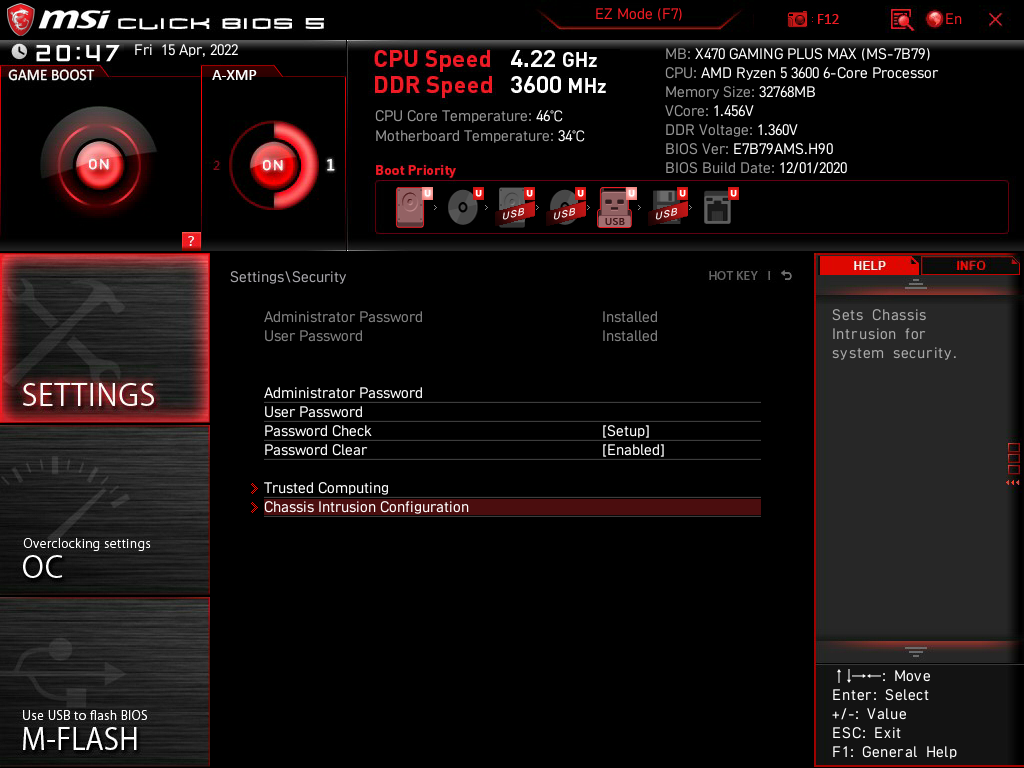 msi CLICK BIOS 5
EZ Mode (F7)
: F12
En
20:47 Fri 15 Apr, 2022
GAME BOOST
ON
?
A-XMP
2
ON
1
CPU Speed 4.22 GHz
DDR Speed 3600 MHz
CPU Core Temperature: 46°C
Motherboard Temperature: 34°C
MB: X470 GAMING PLUS MAX (MS-7B79)
CPU: AMD Ryzen 5 3600 6-Core Processor
Memory Size: 32768MB
VCore: 1.456V
DDR Voltage: 1.360V
BIOS Ver: E7B79AMS.H90
BIOS Build Date: 12/01/2020
Boot Priority
U U U U U U U
USB USB USB USB
SETTINGS
Overclocking settings
OC
Use USB to flash BIOS
M-FLASH
Settings\Security
HOT KEY |
Administrator Password Installed
User Password Installed
Administrator Password
User Password
Password Check [Setup]
Password Clear [Enabled]
Trusted Computing
Chassis Intrusion Configuration
HELP INFO
Sets Chassis
Intrusion for
system security.
↑↓→←: Move
Enter: Select
+/-: Value
ESC: Exit
F1: General Help